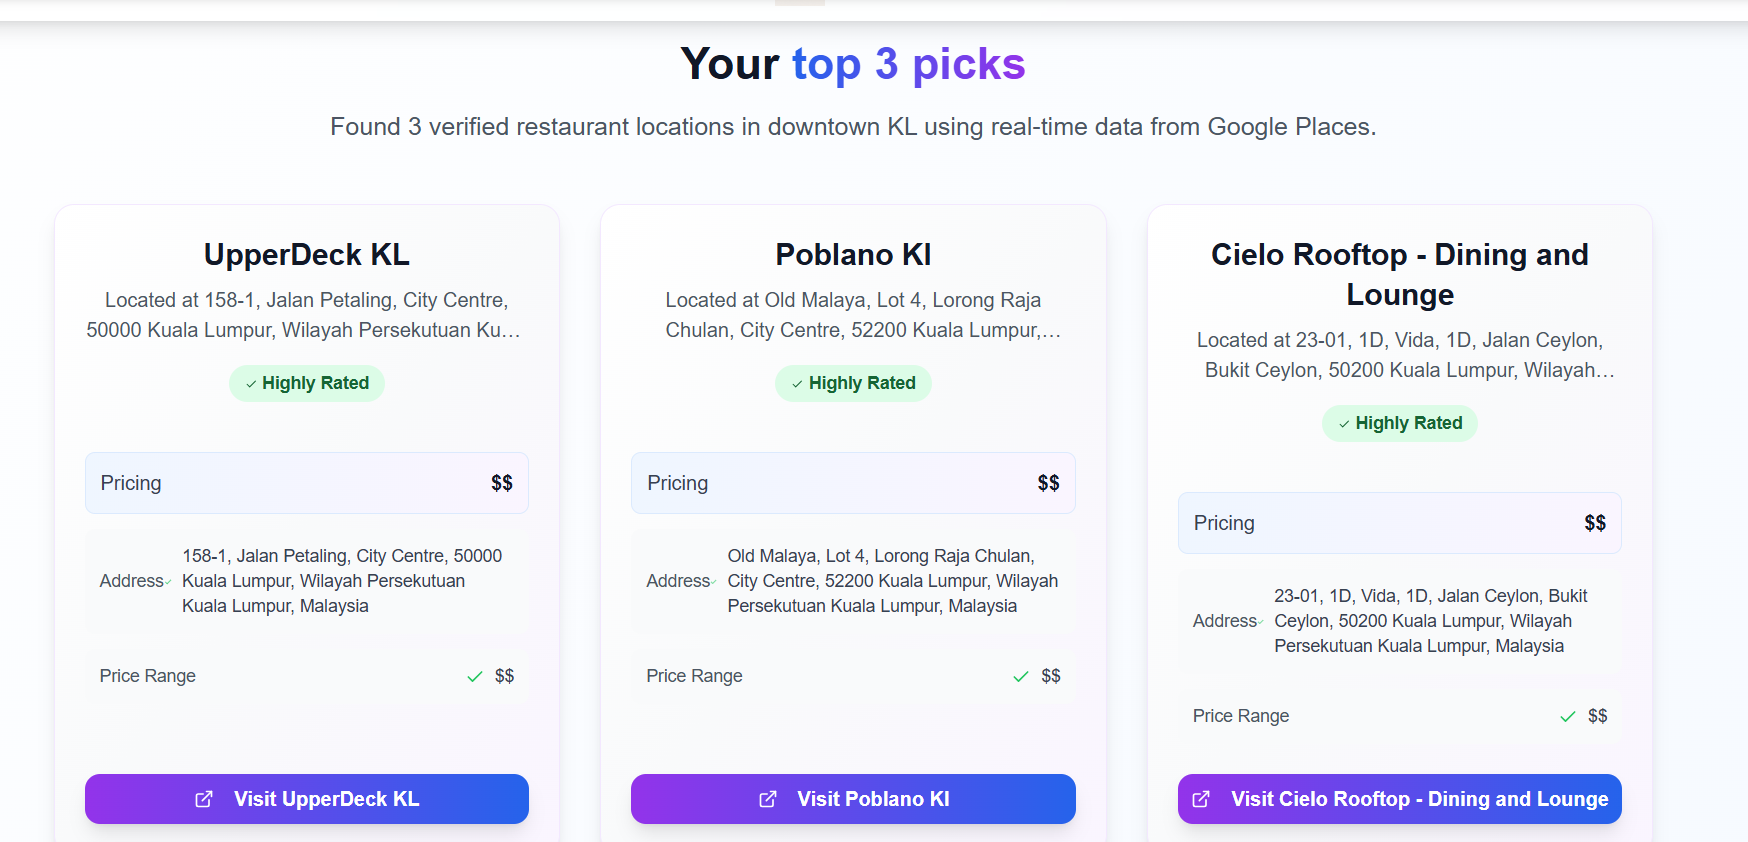 Your top 3 picks
Found 3 verified restaurant locations in downtown KL using real-time data from Google Places.
UpperDeck KL
Located at 158-1, Jalan Petaling, City Centre,
50000 Kuala Lumpur, Wilayah Persekutuan Ku…
Highly Rated
Pricing
$$
Address
158-1, Jalan Petaling, City Centre, 50000
Kuala Lumpur, Wilayah Persekutuan
Kuala Lumpur, Malaysia
Price Range
$$
Visit UpperDeck KL
Poblano Kl
Located at Old Malaya, Lot 4, Lorong Raja
Chulan, City Centre, 52200 Kuala Lumpur,…
Highly Rated
Pricing
$$
Address
Old Malaya, Lot 4, Lorong Raja Chulan,
City Centre, 52200 Kuala Lumpur, Wilayah
Persekutuan Kuala Lumpur, Malaysia
Price Range
$$
Visit Poblano Kl
Cielo Rooftop - Dining and
Lounge
Located at 23-01, 1D, Vida, 1D, Jalan Ceylon,
Bukit Ceylon, 50200 Kuala Lumpur, Wilayah…
Highly Rated
Pricing
$$
Address
23-01, 1D, Vida, 1D, Jalan Ceylon, Bukit
Ceylon, 50200 Kuala Lumpur, Wilayah
Persekutuan Kuala Lumpur, Malaysia
Price Range
$$
Visit Cielo Rooftop - Dining and Lounge